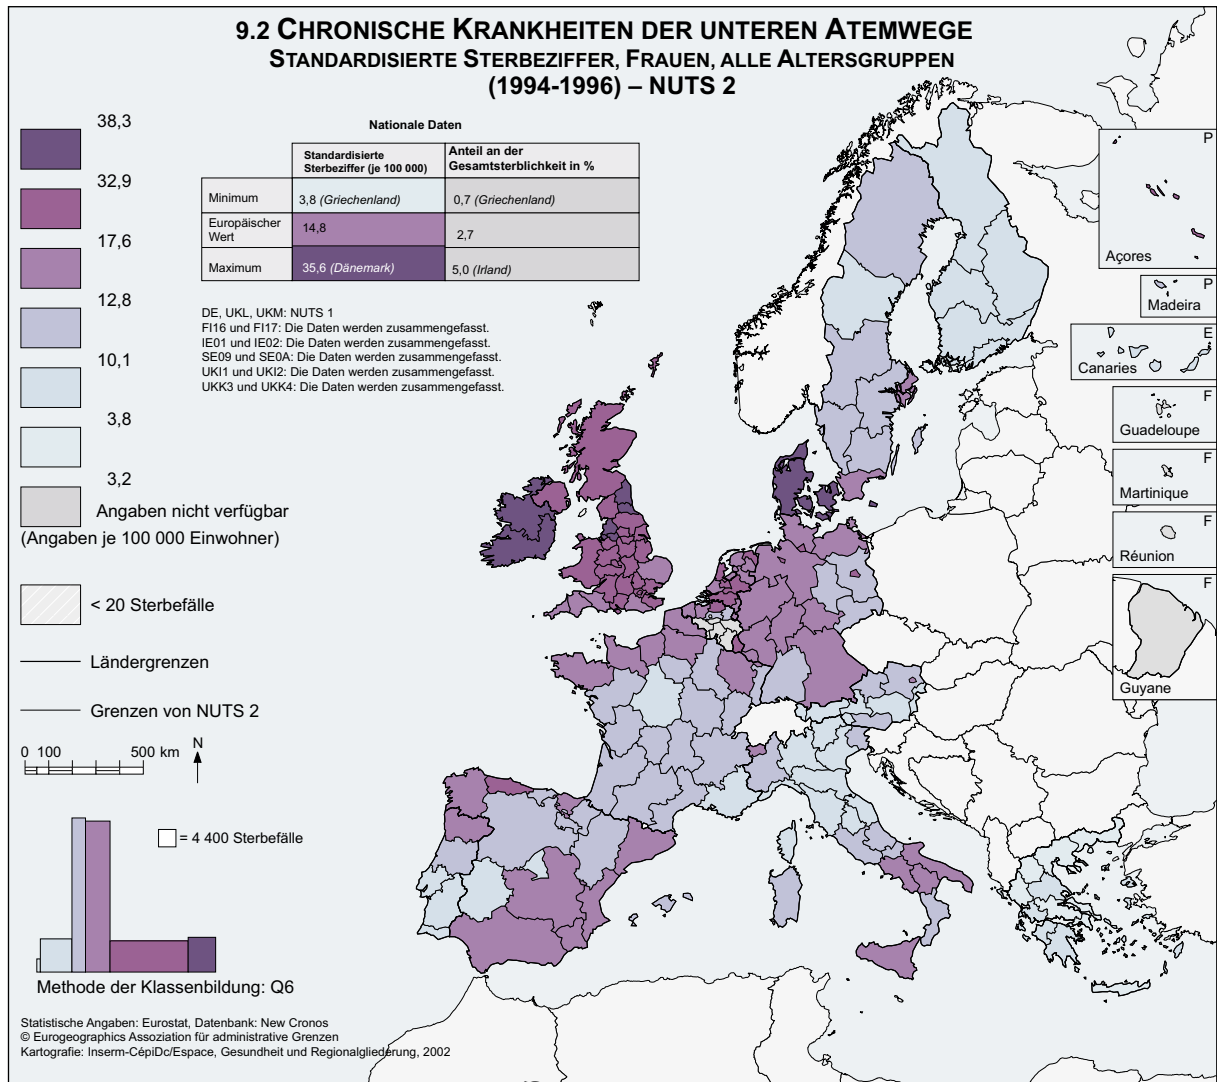 9.2 CHRONISCHE KRANKHEITEN DER UNTEREN ATEMWEGE
STANDARDISIERTE STERBEZIFFER, FRAUEN, ALLE ALTERSGRUPPEN
(1994-1996) – NUTS 2
38,3
32,9
17,6
12,8
10,1
3,8
3,2
Angaben nicht verfügbar
(Angaben je 100 000 Einwohner)
< 20 Sterbefälle
Ländergrenzen
Grenzen von NUTS 2
0 100 500 km N
= 4 400 Sterbefälle
Methode der Klassenbildung: Q6
Statistische Angaben: Eurostat, Datenbank: New Cronos
© Eurogeographics Assoziation für administrative Grenzen
Kartografie: Inserm-CépiDc/Espace, Gesundheit und Regionalgliederung, 2002
Nationale Daten
Standardisierte
Sterbeziffer (je 100 000)
Anteil an der
Gesamtsterblichkeit in %
Minimum 3,8 (Griechenland) 0,7 (Griechenland)
Europäischer
Wert
14,8 2,7
Maximum 35,6 (Dänemark) 5,0 (Irland)
DE, UKL, UKM: NUTS 1
FI16 und FI17: Die Daten werden zusammengefasst.
IE01 und IE02: Die Daten werden zusammengefasst.
SE09 und SE0A: Die Daten werden zusammengefasst.
UKI1 und UKI2: Die Daten werden zusammengefasst.
UKK3 und UKK4: Die Daten werden zusammengefasst.
P
Açores
P
Madeira
E
Canaries
F
Guadeloupe
F
Martinique
F
Réunion
F
Guyane